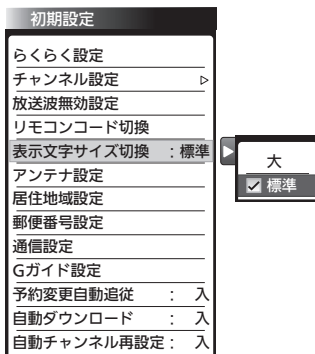 初期設定
らくらく設定
チャンネル設定
放送波無効設定
リモコンコード切換
表示文字サイズ切換 : 標準
アンテナ設定
居住地域設定
郵便番号設定
通信設定
Gガイド設定
予約変更自動追従 : 入
自動ダウンロード : 入
自動チャンネル再設定 : 入
大
標準